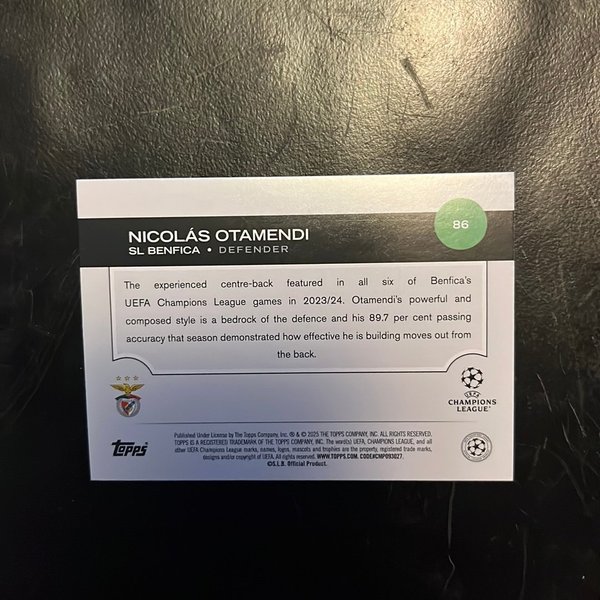 NICOLÁS OTAMENDI
86
SL BENFICA • DEFENDER
The experienced centre-back featured in all six of Benfica's
UEFA Champions League games in 2023/24. Otamendi's powerful and
composed style is a bedrock of the defence and his 89.7 per cent passing
accuracy that season demonstrated how effective he is building moves out from
the back.
UEFA
CHAMPIONS
LEAGUE
Topps
Published Under License by The Topps Company, Inc. ® & © 2025 THE TOPPS COMPANY, INC. ALL RIGHTS RESERVED.
TOPPS IS A REGISTERED TRADEMARK OF THE TOPPS COMPANY, INC. The word(s) UEFA, CHAMPIONS LEAGUE, and all
other UEFA Champions League marks, names, logos, mascots and trophies are the property, registered trade marks,
designs and/or copyright of UEFA. All rights reserved. WWW.TOPPS.COM. CODE#CMP093027.
©S.L.B. Official Product.